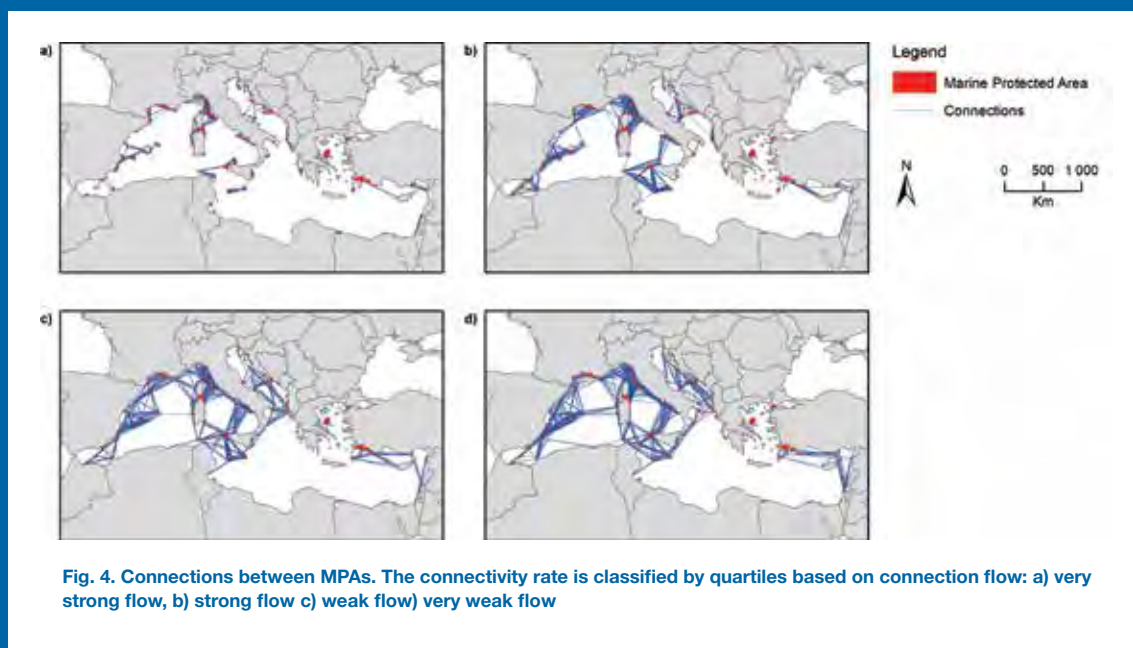 a)
b)
Legend
Marine Protected Area
Connections
N
0 500 1 000
Km
c)
d)
Fig. 4. Connections between MPAs. The connectivity rate is classified by quartiles based on connection flow: a) very
strong flow, b) strong flow c) weak flow) very weak flow